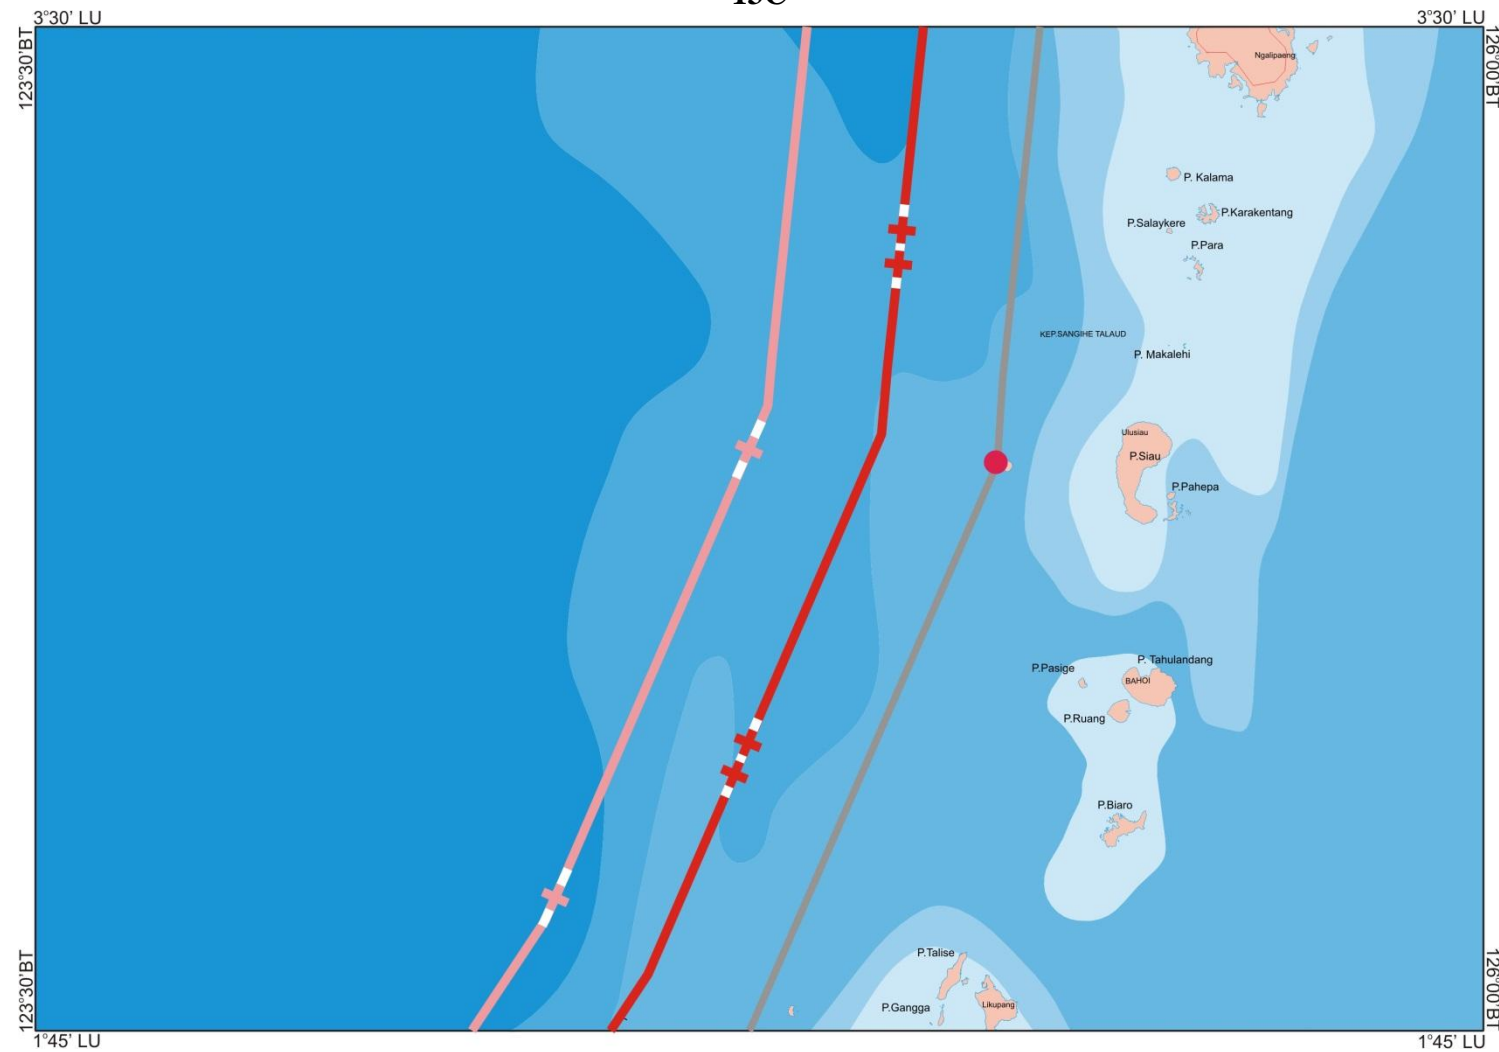 3°30' LU
3°30' LU
123°30'BT
126°00'BT
Ngalipaeng
P. Kalama
P.Karakentang
P.Salaykere
P.Para
KEP.SANGIHE TALAUD
P. Makalehi
Ulusiau
P.Siau
P.Pahepa
P. Tahulandang
P.Pasige
BAHOI
P.Ruang
P.Biaro
P.Talise
P.Gangga
Likupang
123°30'BT
126°00'BT
1°45' LU
1°45' LU